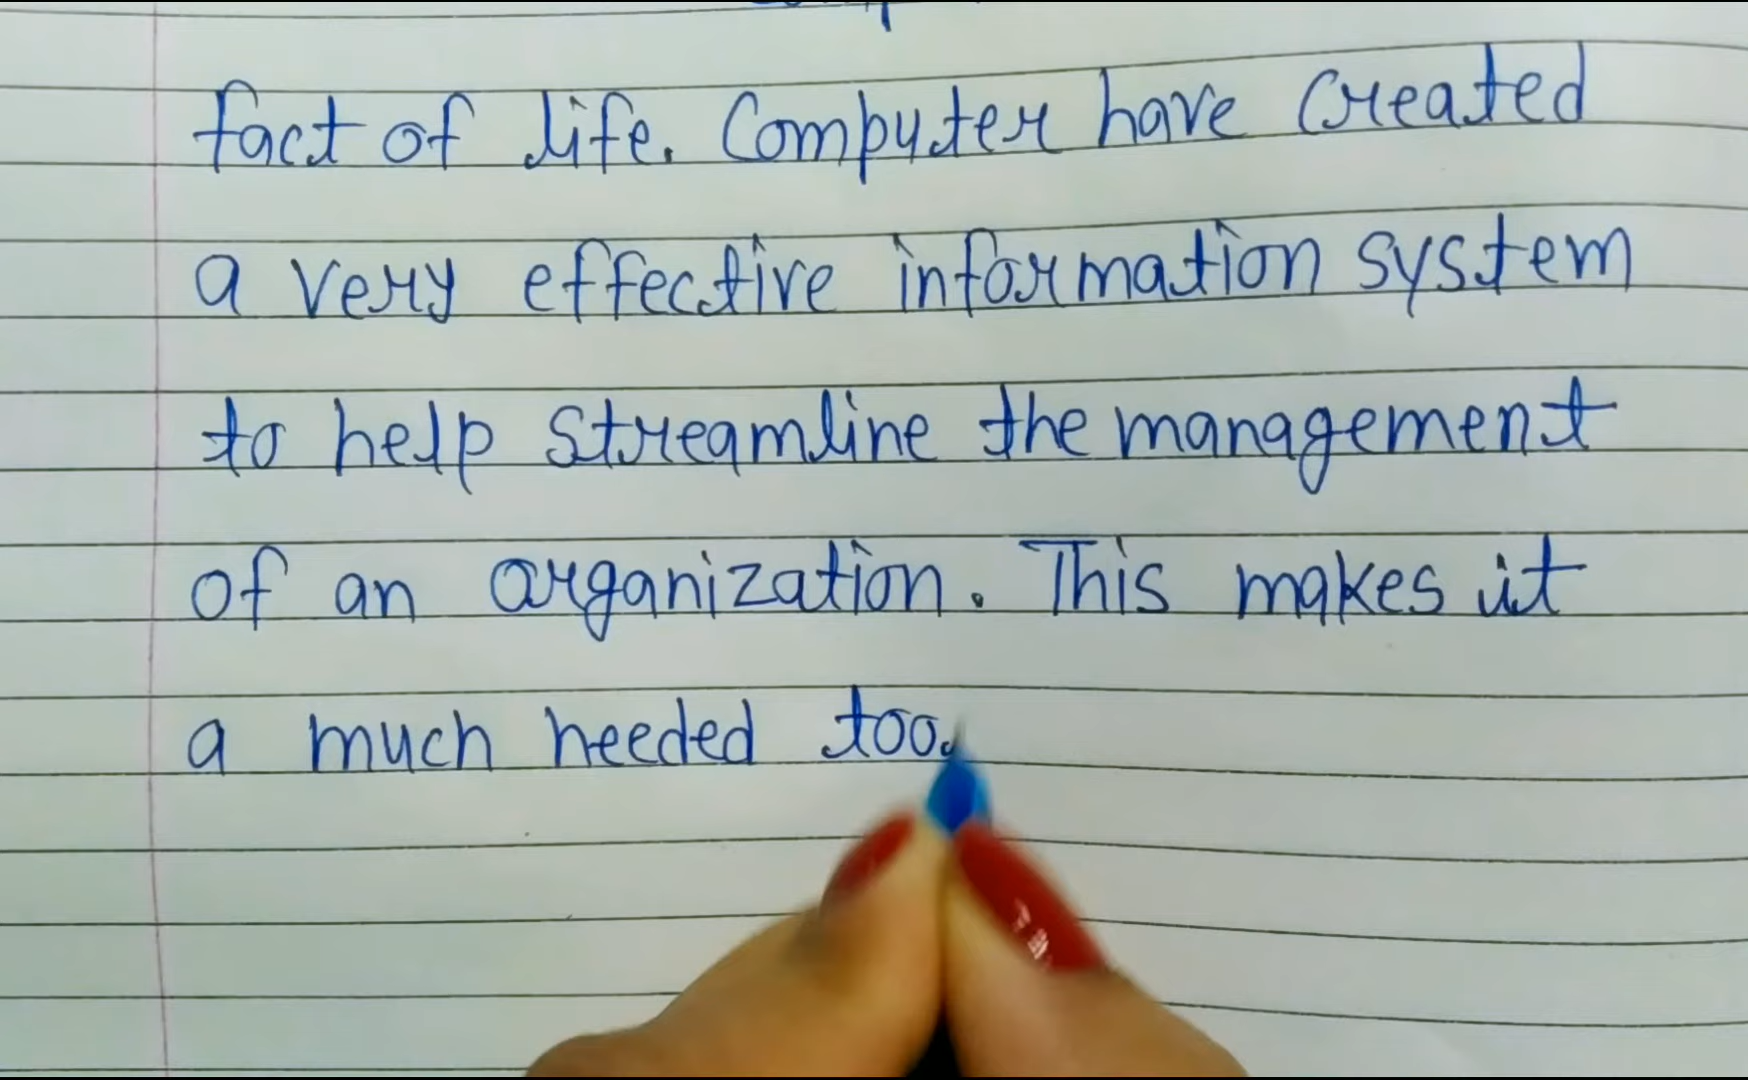 fact of life. Computer have created
a very effective information system
to help streamline the management
of an organization. This makes it
a much needed too